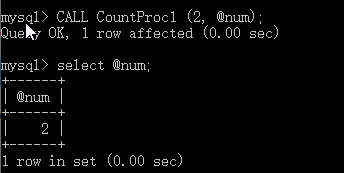 mysql> CALL CountProc1 (2, @num);
Query OK, 1 row affected (0.00 sec)
mysql> select @num;
+------+
| @num |
+------+
|    2 |
+------+
1 row in set (0.00 sec)